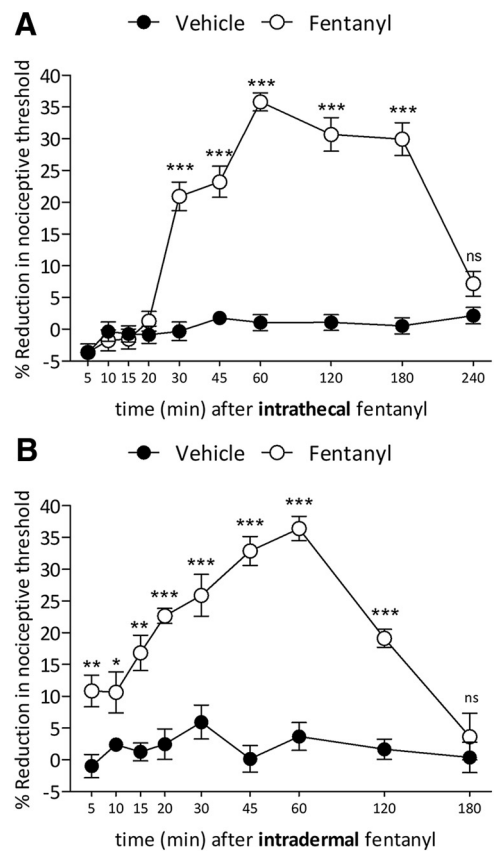 A
Vehicle Fentanyl
% Reduction in nociceptive threshold
40
35
30
25
20
15
10
5
0
-5
***
***
***
***
***
ns
5 10 15 20 30 45 60 120 180 240
time (min) after intrathecal fentanyl
B
Vehicle Fentanyl
% Reduction in nociceptive threshold
40
35
30
25
20
15
10
5
0
-5
**
*
**
***
***
***
***
***
ns
5 10 15 20 30 45 60 120 180
time (min) after intradermal fentanyl